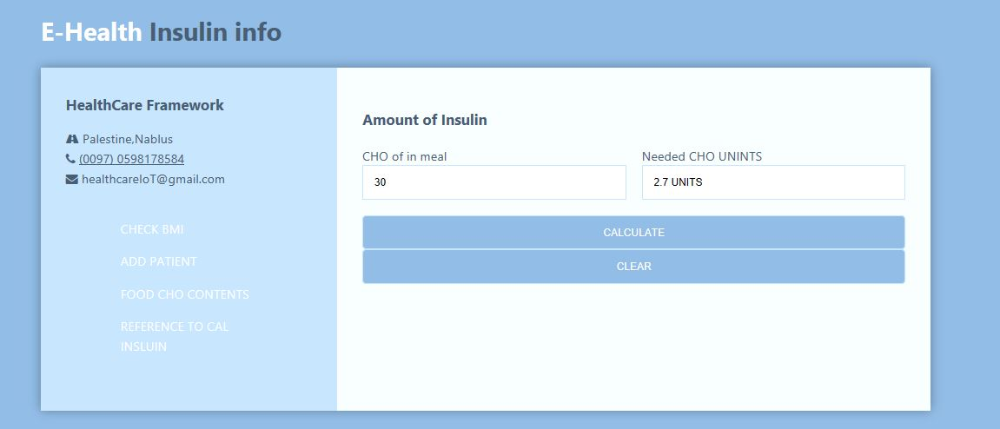 E-Health Insulin info
HealthCare Framework
Palestine,Nablus
(0097) 0598178584
healthcareIoT@gmail.com
CHECK BMI
ADD PATIENT
FOOD CHO CONTENTS
REFERENCE TO CAL
INSLUIN
Amount of Insulin
CHO of in meal
Needed CHO UNINTS
30
2.7 UNITS
CALCULATE
CLEAR